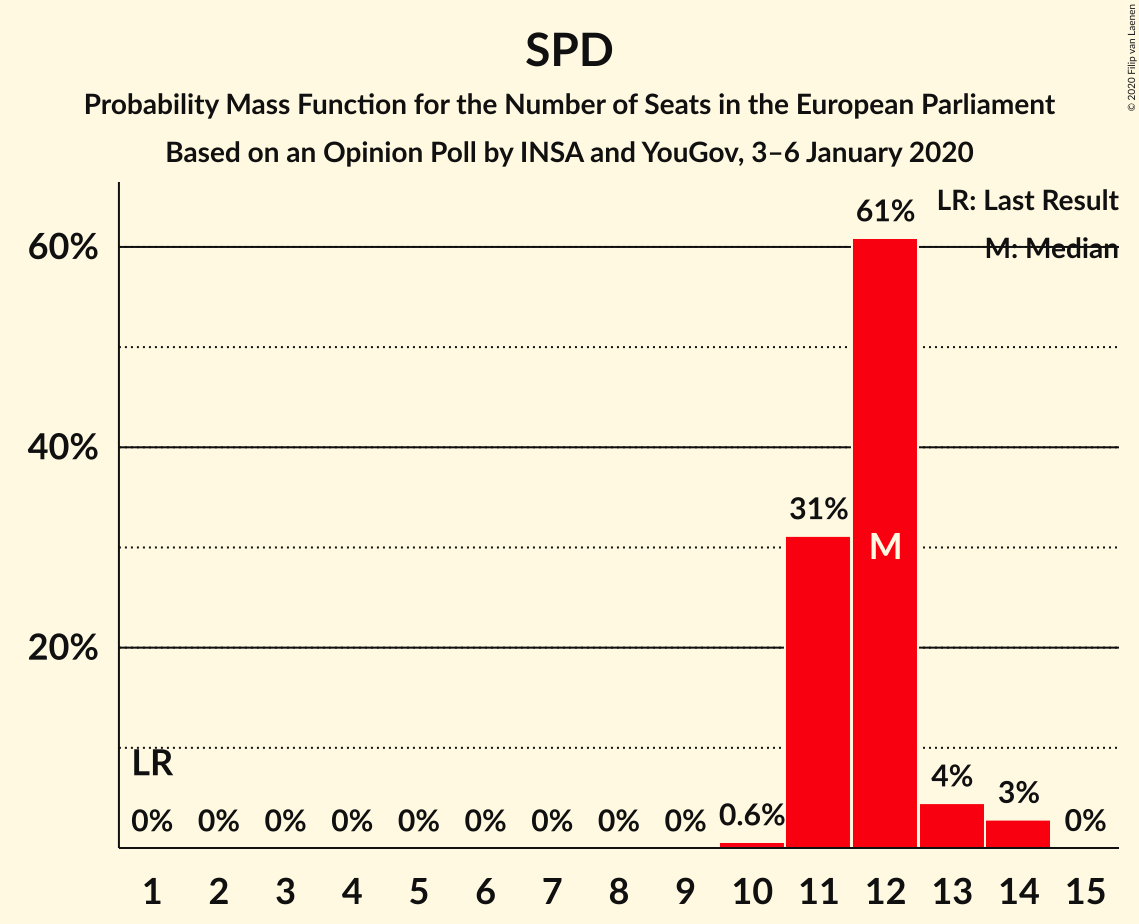 SPD
Probability Mass Function for the Number of Seats in the European Parliament
Based on an Opinion Poll by INSA and YouGov, 3–6 January 2020
© 2020 Filip van Laenen
LR: Last Result
M: Median
60%
40%
20%
61%
31%
M
LR
0% 0% 0% 0% 0% 0% 0% 0% 0% 0.6% 4% 3% 0%
1 2 3 4 5 6 7 8 9 10 11 12 13 14 15